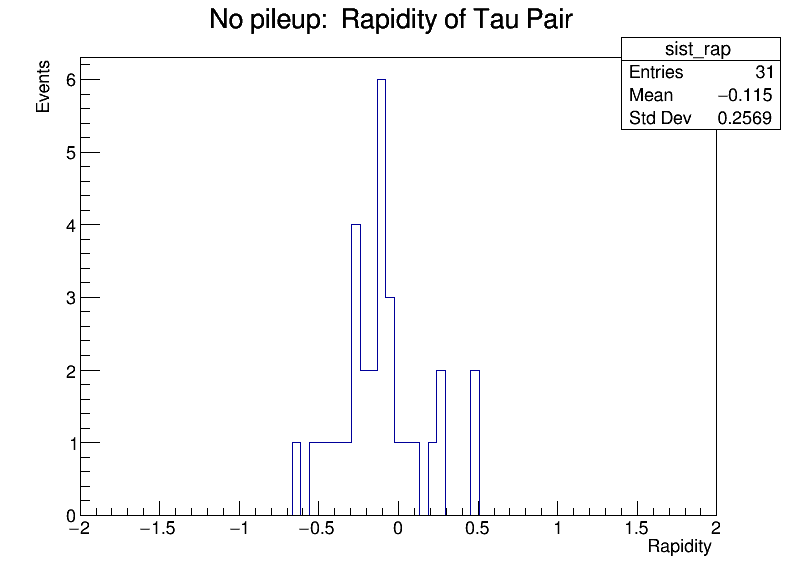 No pileup:  Rapidity of Tau Pair
sist_rap
Entries 31
Mean −0.115
Std Dev 0.2569
Events
6
5
4
3
2
1
0
−2 −1.5 −1 −0.5 0 0.5 1 1.5 2
Rapidity